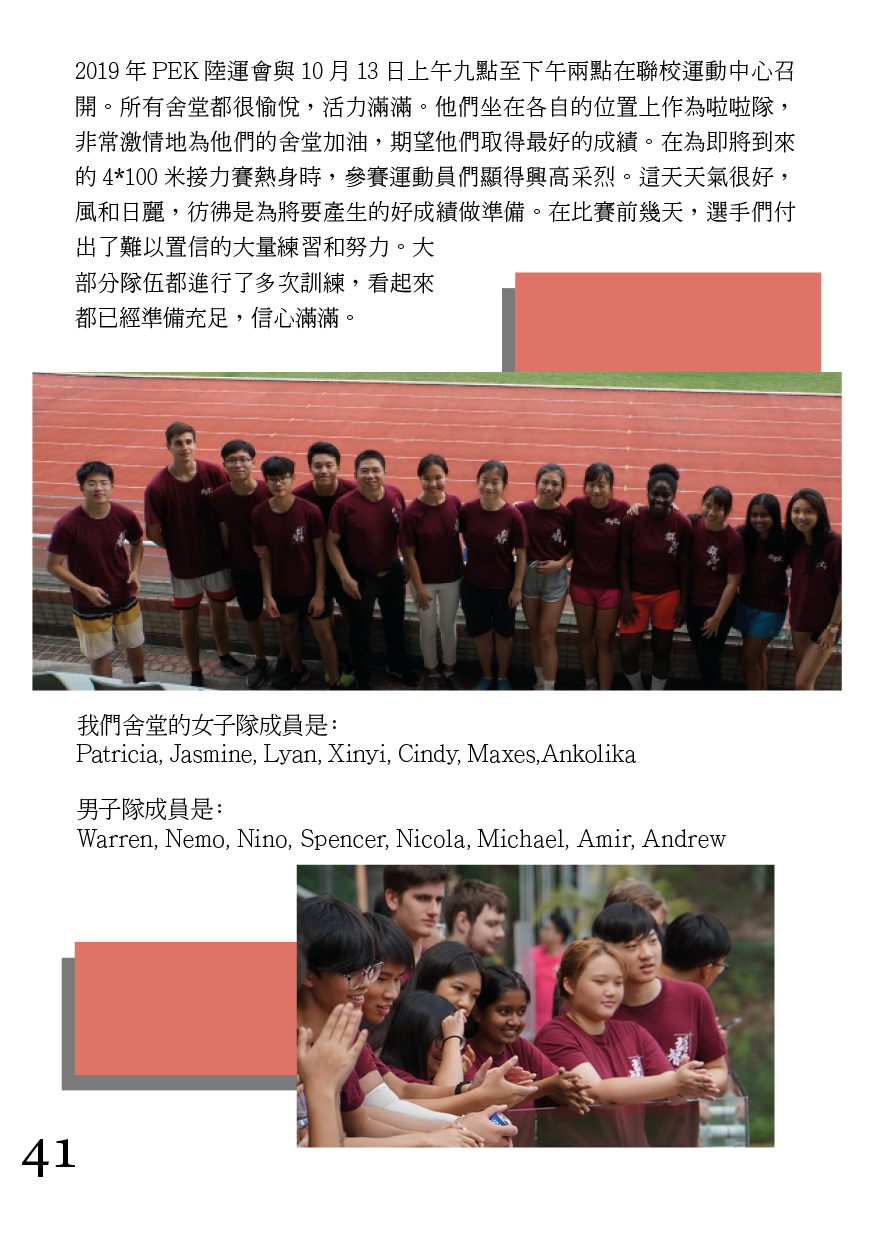 2019 年 PEK 陸運會與 10 月 13 日上午九點至下午兩點在聯校運動中心召
開。所有舍堂都很愉悅，活力滿滿。他們坐在各自的位置上作為啦啦隊，
非常激情地為他們的舍堂加油，期望他們取得最好的成績。在為即將到來
的 4*100 米接力賽熱身時，參賽運動員們顯得興高采烈。這天天氣很好，
風和日麗，彷彿是為將要產生的好成績做準備。在比賽前幾天，選手們付
出了難以置信的大量練習和努力。大
部分隊伍都進行了多次訓練，看起來
都已經準備充足，信心滿滿。
我們舍堂的女子隊成員是：
Patricia, Jasmine, Lyan, Xinyi, Cindy, Maxes,Ankolika
男子隊成員是：
Warren, Nemo, Nino, Spencer, Nicola, Michael, Amir, Andrew
41